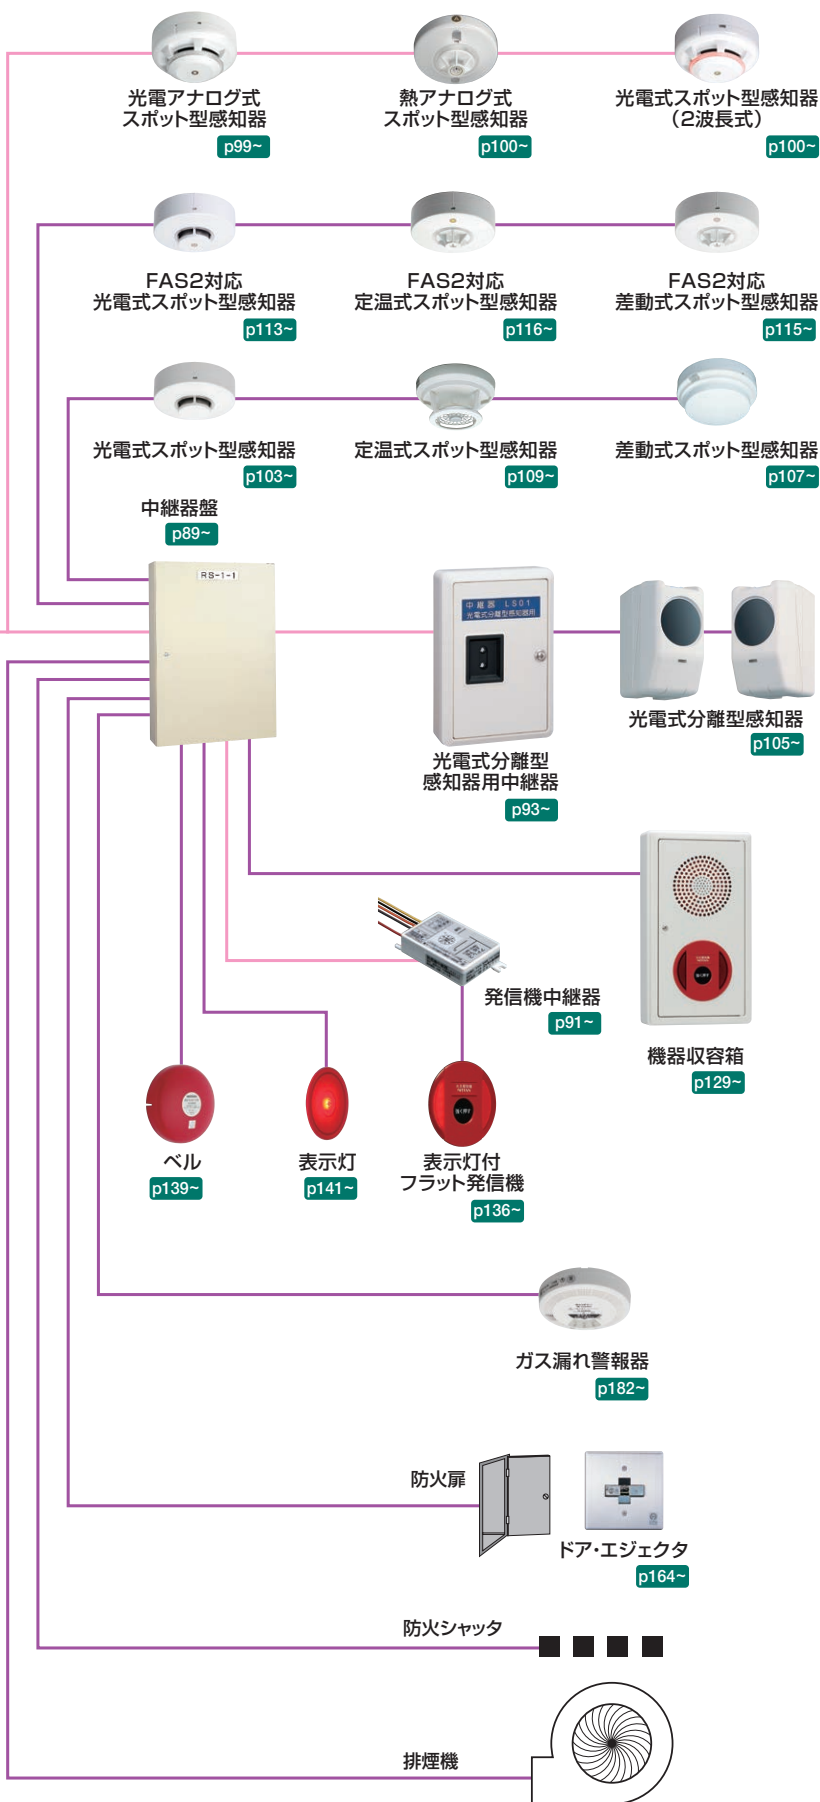 光電アナログ式
スポット型感知器
p99~
熱アナログ式
スポット型感知器
p100~
光電式スポット型感知器
（2波長式）
p100~
FAS2対応
光電式スポット型感知器
p113~
FAS2対応
定温式スポット型感知器
p116~
FAS2対応
差動式スポット型感知器
p115~
光電式スポット型感知器
p103~
定温式スポット型感知器
p109~
差動式スポット型感知器
p107~
中継器盤
p89~
RS-1-1
中継器 LS01
光電式分離型感知器用
光電式分離型
感知器用中継器
p93~
光電式分離型感知器
p105~
発信機中継器
p91~
機器収容箱
p129~
強く押す
ベル
p139~
表示灯
p141~
強く押す
表示灯付
フラット発信機
p136~
ガス漏れ警報器
p182~
防火扉
ドア・エジェクタ
p164~
防火シャッタ
排煙機